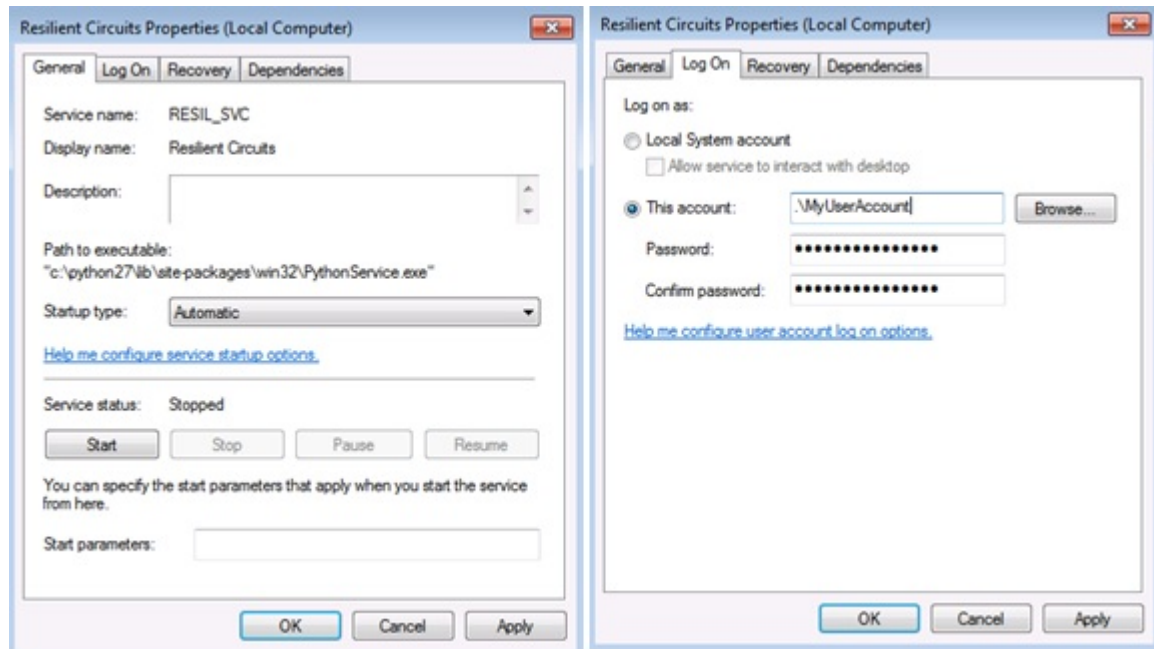 Resilient Circuits Properties (Local Computer)
General Log On Recovery Dependencies
Service name: RESIL_SVC
Display name: Resilient Circuits
Description:
Path to executable:
"c:\python27\lib\site-packages\win32\PythonService.exe"
Startup type: Automatic
Help me configure service startup options.
Service status: Stopped
Start Stop Pause Resume
You can specify the start parameters that apply when you start the service
from here.
Start parameters:
OK Cancel Apply
Resilient Circuits Properties (Local Computer)
General Log On Recovery Dependencies
Log on as:
Local System account
Allow service to interact with desktop
This account: .\MyUserAccount Browse...
Password: •••••••••••••••
Confirm password: •••••••••••••••
Help me configure user account log on options.
OK Cancel Apply